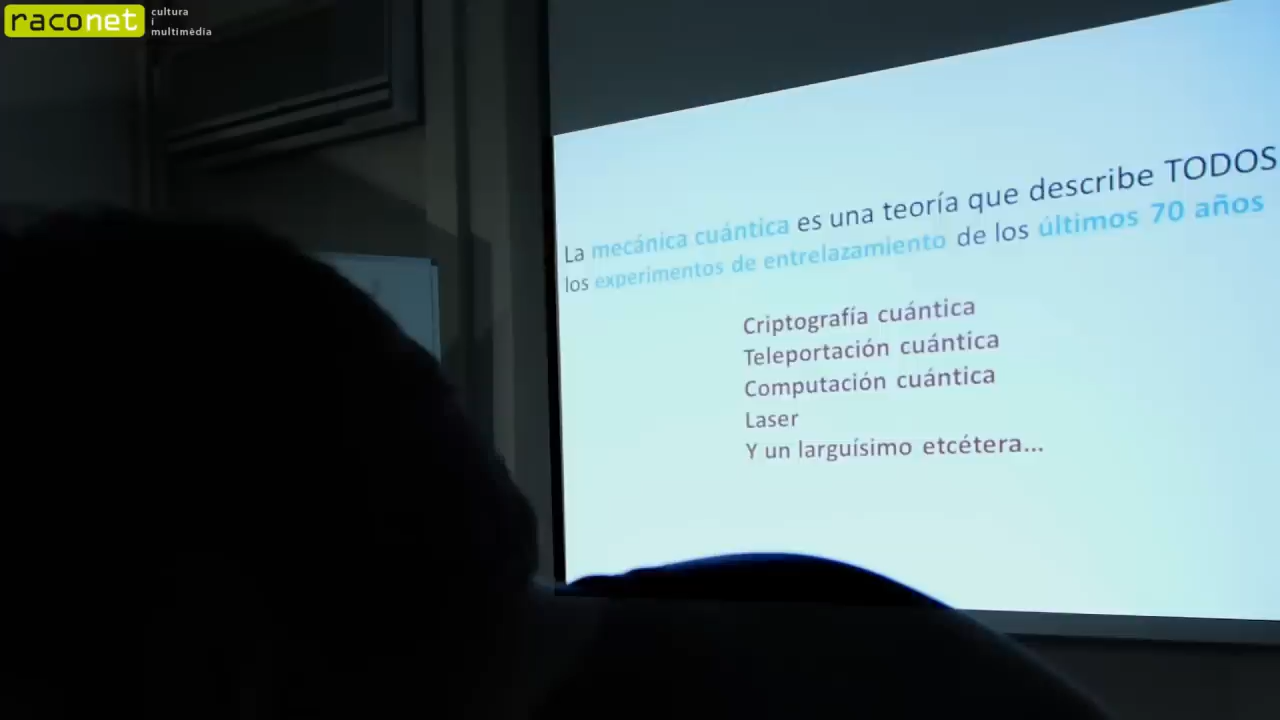 raconet
cultura
i
multimèdia
La mecánica cuántica es una teoría que describe TODOS
los experimentos de entrelazamiento de los últimos 70 años
Criptografía cuántica
Teleportación cuántica
Computación cuántica
Laser
Y un larguísimo etcétera...